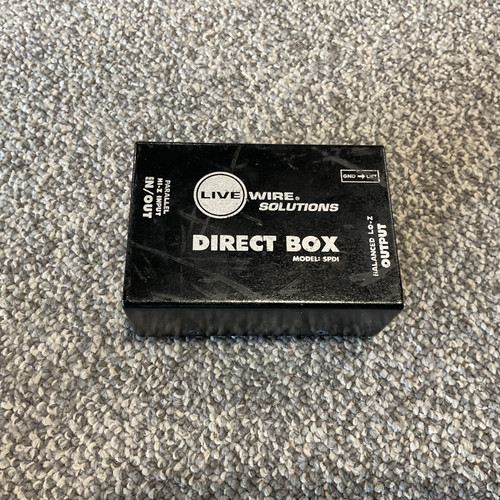 LIVE WIRE®
SOLUTIONS
DIRECT BOX
MODEL: SPDI
PARALLEL
HI-Z INPUT
IN/OUT
GND → LIFT
BALANCED LO-Z
OUTPUT